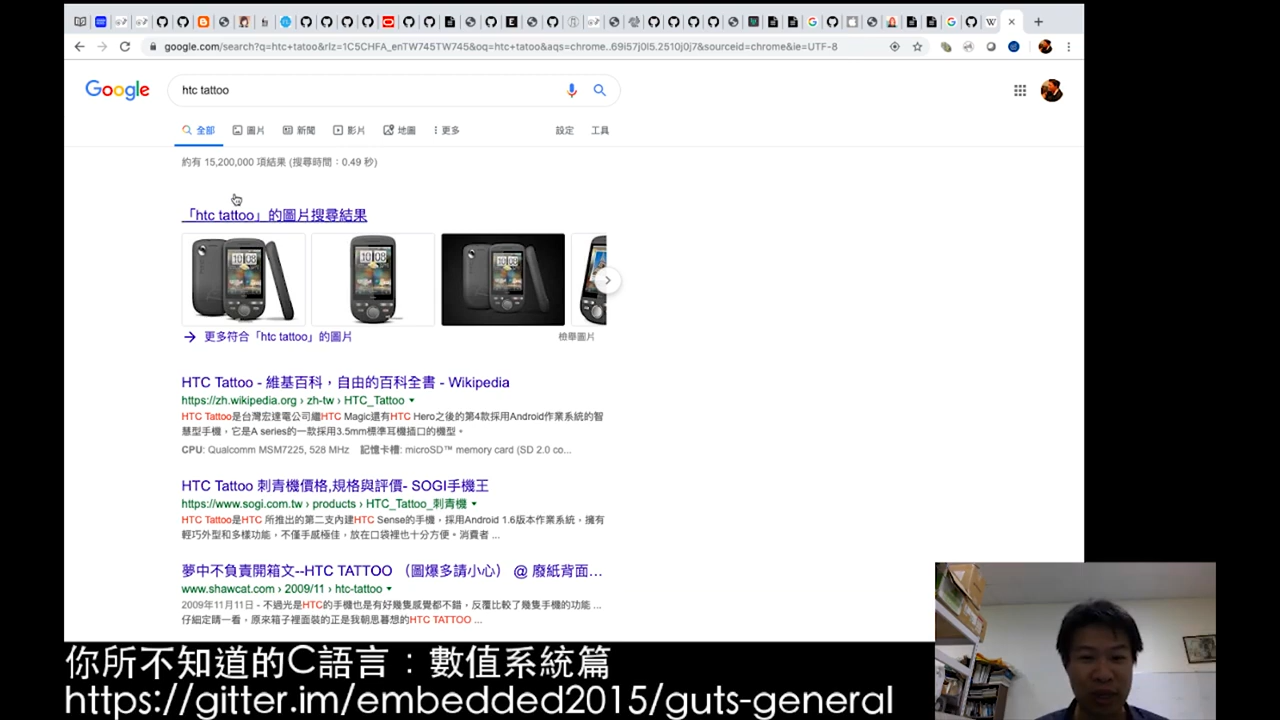 google.com/search?q=htc+tatoo&rlz=1C5CHFA_enTW745TW745&oq=htc+tatoo&aqs=chrome..69i57j0l5.2510j0j7&sourceid=chrome&ie=UTF-8
Google
htc tattoo
全部 圖片 新聞 影片 地圖 更多 設定 工具
約有 15,200,000 項結果 (搜尋時間：0.49 秒)
「htc tattoo」的圖片搜尋結果
更多符合「htc tattoo」的圖片 檢舉圖片
HTC Tattoo - 維基百科，自由的百科全書 - Wikipedia
https://zh.wikipedia.org › zh-tw › HTC_Tattoo
HTC Tattoo是台灣宏達電公司繼HTC Magic還有HTC Hero之後的第4款採用Android作業系統的智
慧型手機，它是A series的一款採用3.5mm標準耳機插口的機型。
CPU: Qualcomm MSM7225, 528 MHz 記憶卡槽: microSD™ memory card (SD 2.0 co...
HTC Tattoo 刺青機價格,規格與評價- SOGI手機王
https://www.sogi.com.tw › products › HTC_Tattoo_刺青機
HTC Tattoo是HTC 所推出的第二支內建HTC Sense的手機，採用Android 1.6版本作業系統。擁有
輕巧外型和多樣功能，不僅手感極佳，放在口袋裡也十分方便。消費者 ...
夢中不負責開箱文--HTC TATTOO （圖爆多請小心） @ 廢紙背面...
www.shawcat.com › 2009/11 › htc-tattoo
2009年11月11日 - 不過光是HTC的手機也是有好幾隻感覺都不錯，反覆比較了幾隻手機的功能 ...
仔細定睛一看，原來箱子裡面裝的正是我朝思暮想的HTC TATTOO ...
你所不知道的C語言：數值系統篇
https://gitter.im/embedded2015/guts-general